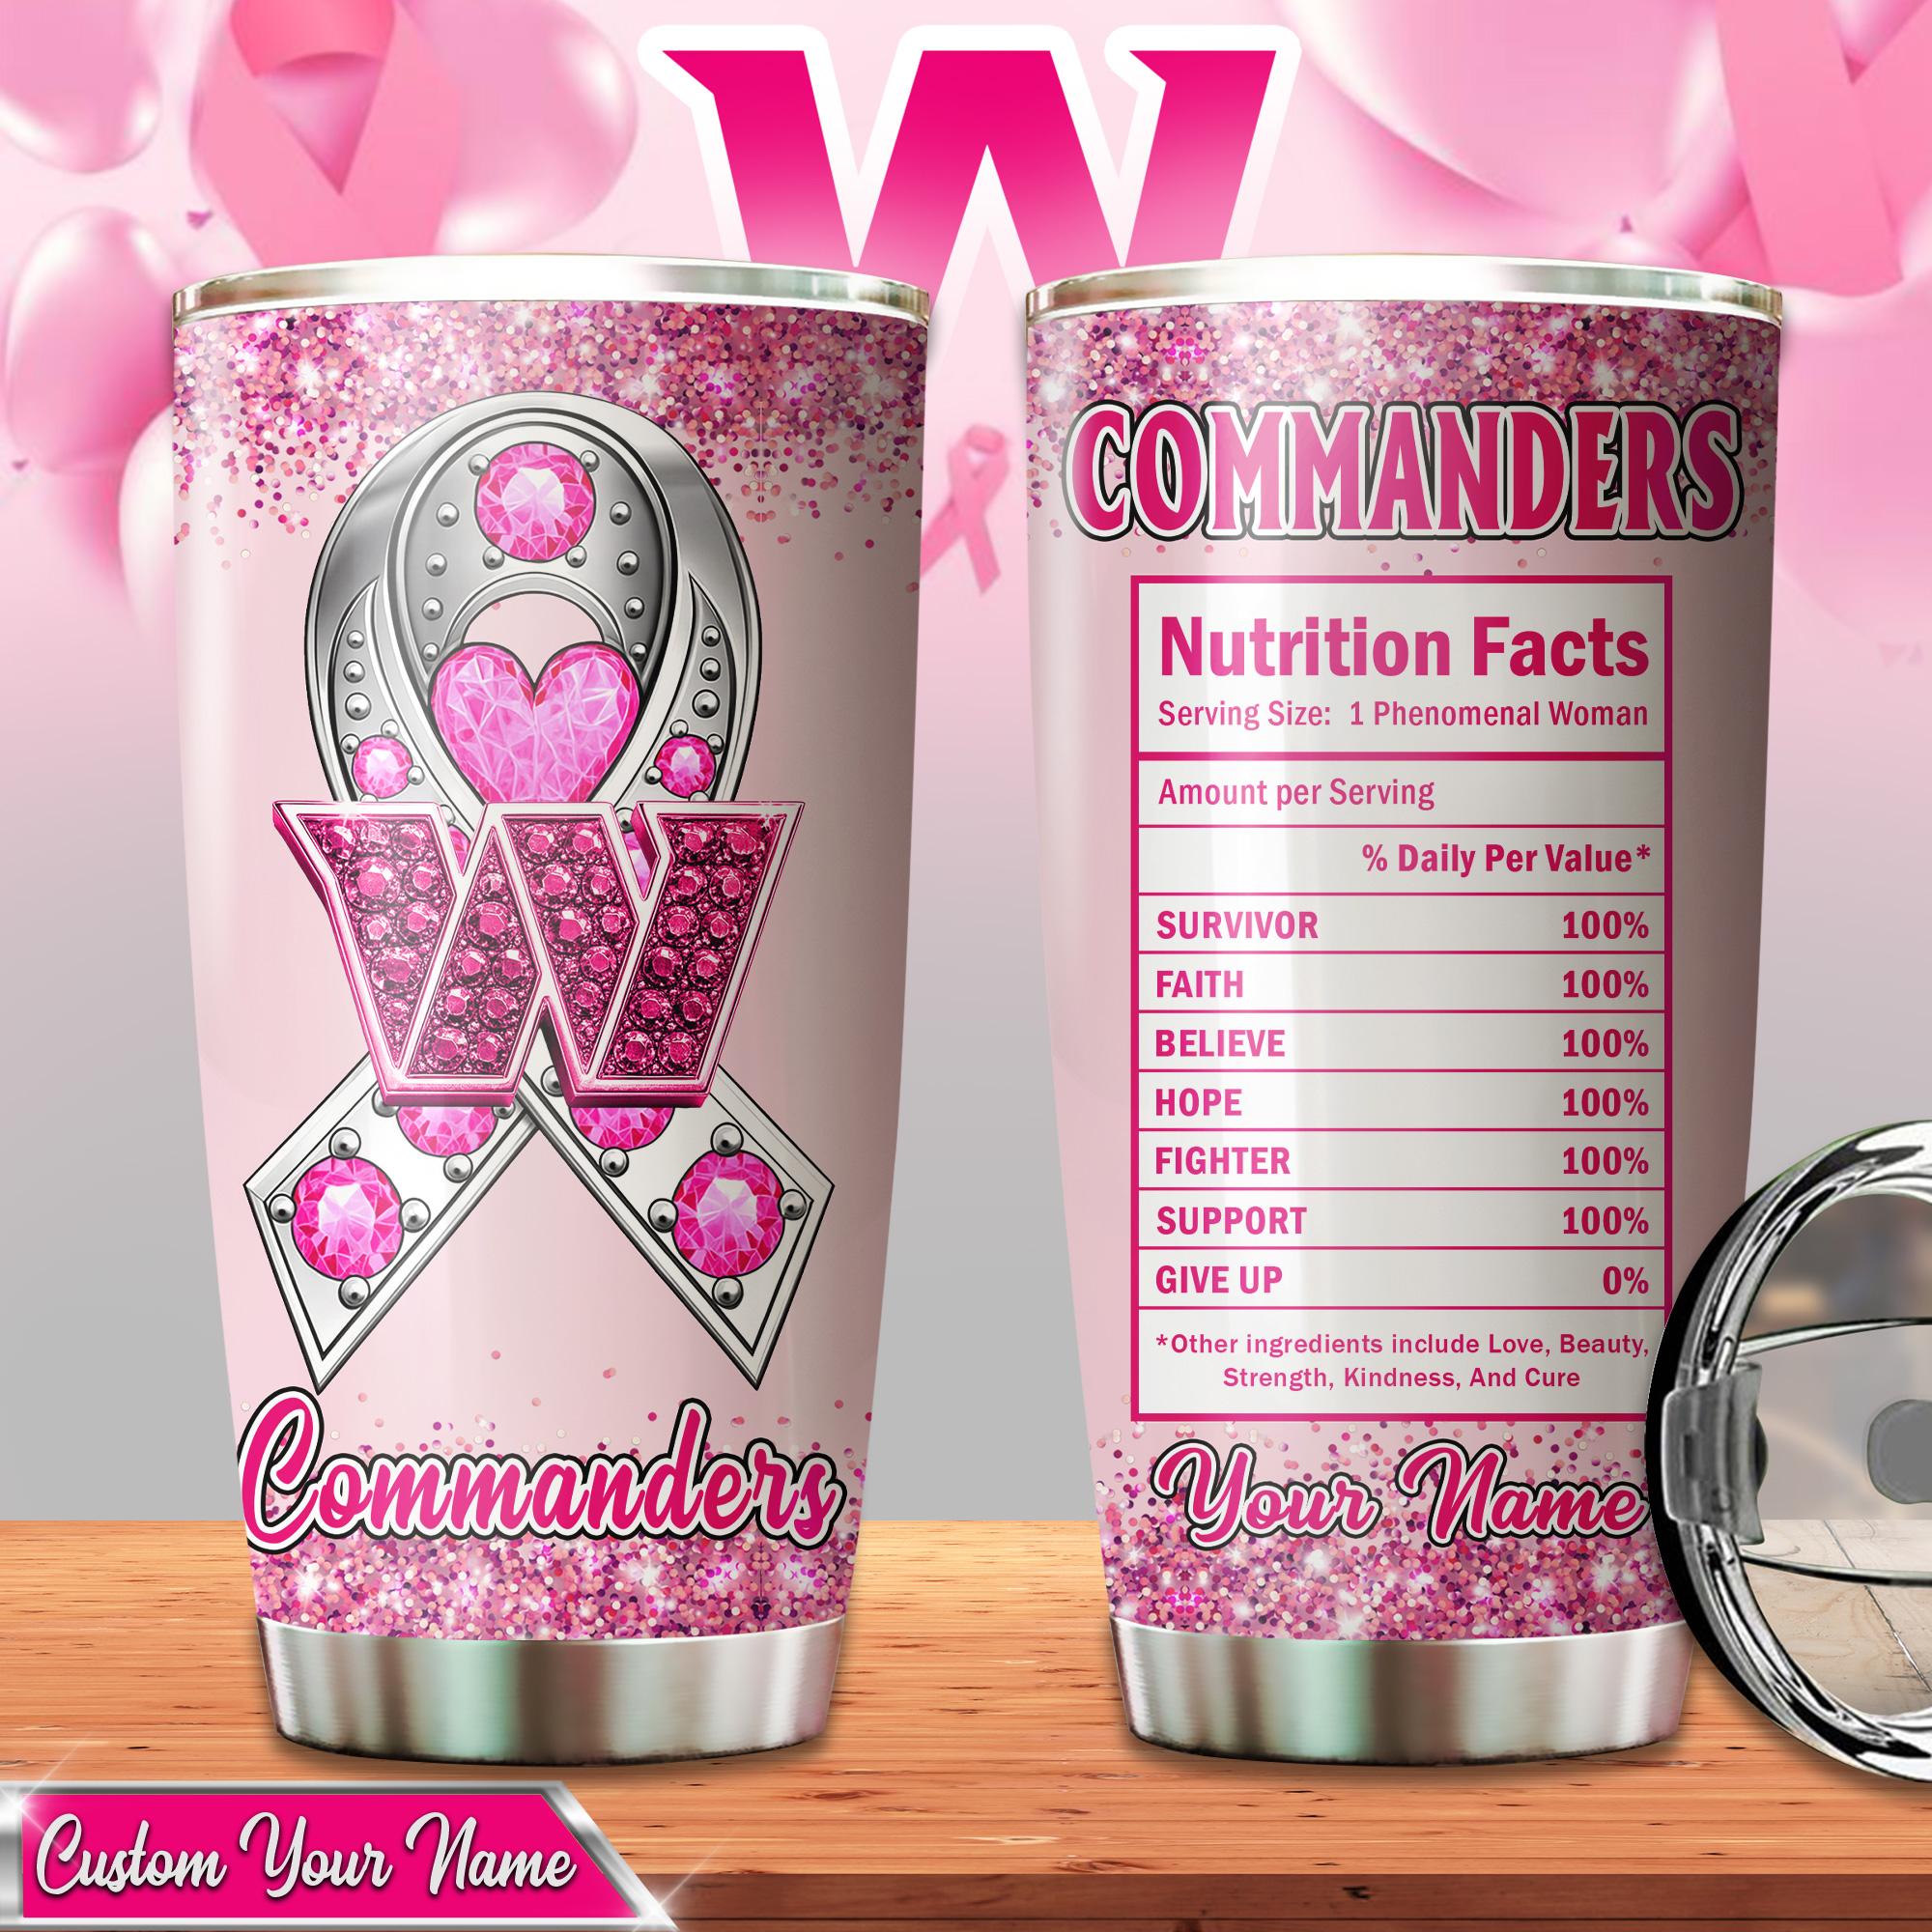 W
W
Commanders
COMMANDERS
Nutrition Facts
Serving Size: 1 Phenomenal Woman
Amount per Serving
% Daily Per Value*
SURVIVOR 100%
FAITH 100%
BELIEVE 100%
HOPE 100%
FIGHTER 100%
SUPPORT 100%
GIVE UP 0%
*Other ingredients include Love, Beauty,
Strength, Kindness, And Cure
Your Name
Custom Your Name